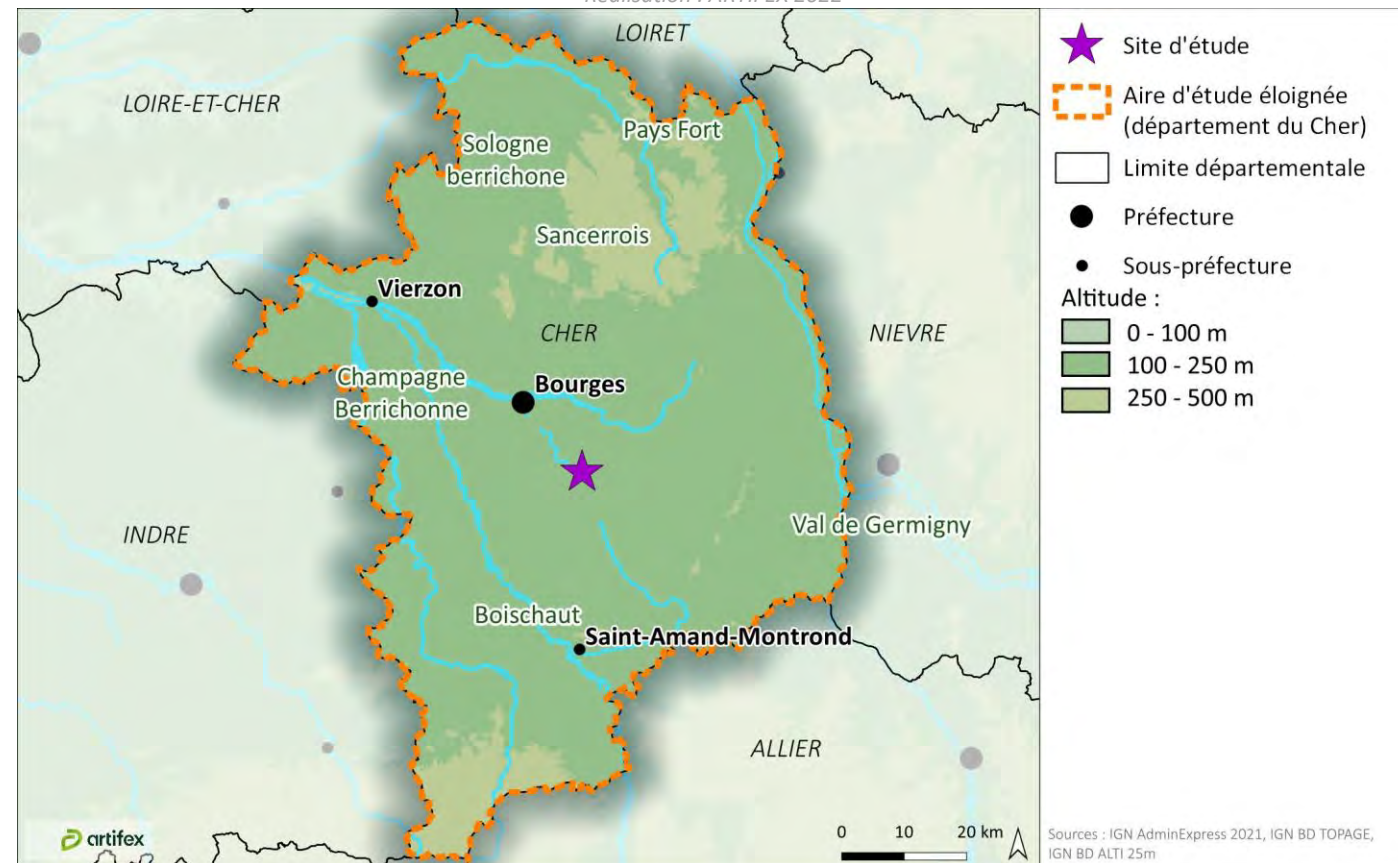 Réalisation : ARTIFEX 2022
LOIRET
LOIRE-ET-CHER
Pays Fort
Sologne
berrichone
Sancerrois
Vierzon
CHER
NIEVRE
Champagne
Berrichonne
Bourges
INDRE
Val de Germigny
Boischaut
Saint-Amand-Montrond
ALLIER
artifex
0 10 20 km
Site d'étude
Aire d'étude éloignée
(département du Cher)
Limite départementale
Préfecture
Sous-préfecture
Altitude :
0 - 100 m
100 - 250 m
250 - 500 m
Sources : IGN AdminExpress 2021, IGN BD TOPAGE,
IGN BD ALTI 25m